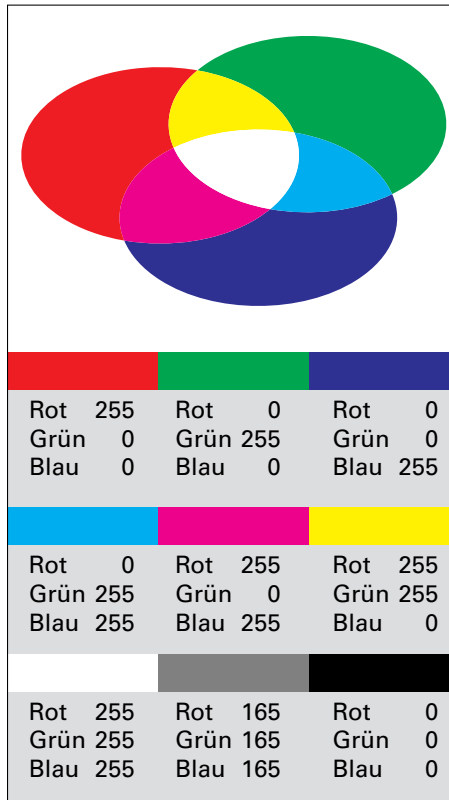 Rot 255 Rot 0 Rot 0
Grün 0 Grün 255 Grün 0
Blau 0 Blau 0 Blau 255
Rot 0 Rot 255 Rot 255
Grün 255 Grün 0 Grün 255
Blau 255 Blau 255 Blau 0
Rot 255 Rot 165 Rot 0
Grün 255 Grün 165 Grün 0
Blau 255 Blau 165 Blau 0